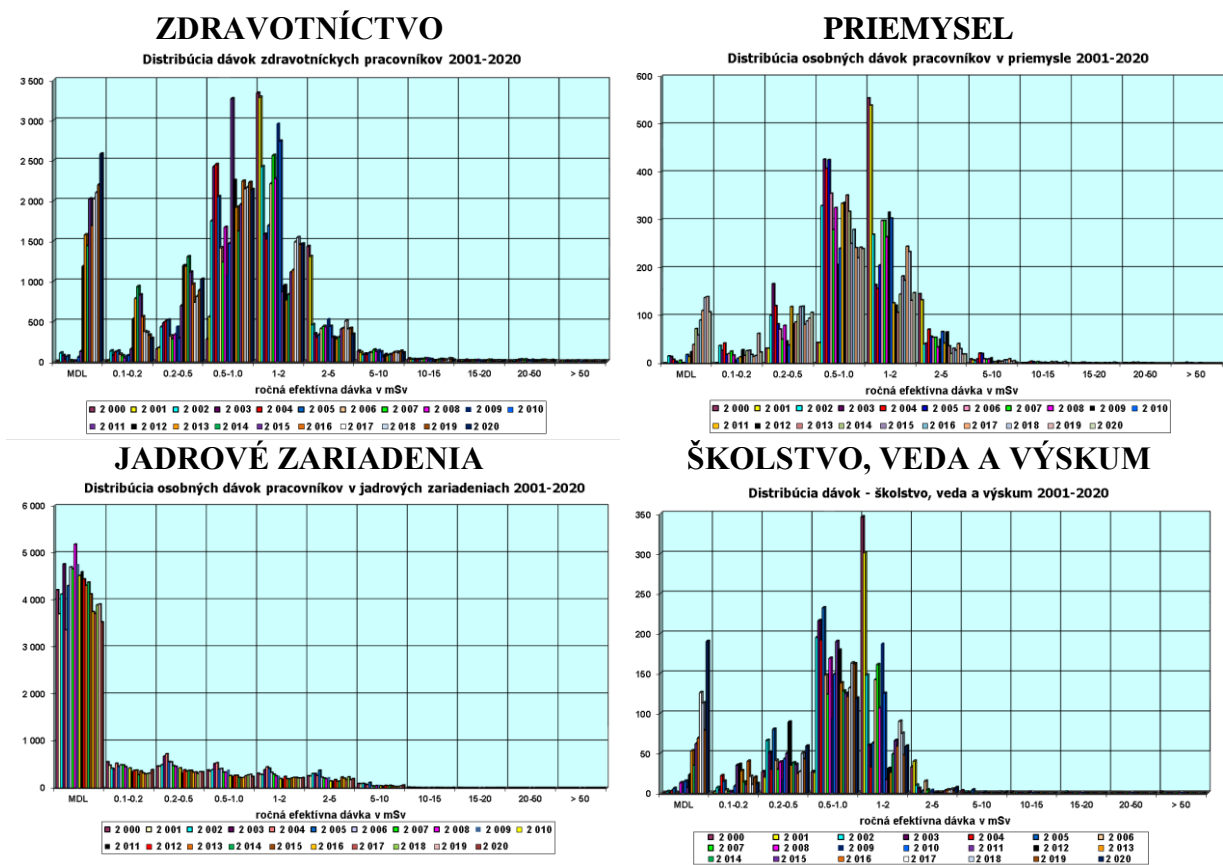 ZDRAVOTNÍCTVO
Distribúcia dávok zdravotníckych pracovníkov 2001-2020
3 500
3 000
2 500
2 000
1 500
1 000
500
0
MDL 0.1-0.2 0.2-0.5 0.5-1.0 1-2 2-5 5-10 10-15 15-20 20-60 > 50
ročná efektívna dávka v mSv
2 000 2 001 2 002 2 003 2 004 2 005 2 006 2 007 2 008 2 009 2 010
2 011 2 012 2 013 2 014 2 015 2 016 2 017 2 018 2 019 2 020
PRIEMYSEL
Distribúcia osobných dávok pracovníkov v priemysle 2001-2020
600
500
400
300
200
100
0
MDL 0.1-0.2 0.2-0.5 0.5-1.0 1-2 2-5 5-10 10-15 15-20 20-60 > 50
ročná efektívna dávka v mSv
2 000 2 001 2 002 2 003 2 004 2 005 2 006 2 007 2 008 2 009 2 010
2 011 2 012 2 013 2 014 2 015 2 016 2 017 2 018 2 019 2 020
JADROVÉ ZARIADENIA
Distribúcia osobných dávok pracovníkov v jadrových zariadeniach 2001-2020
6 000
5 000
4 000
3 000
2 000
1 000
0
MDL 0.1-0.2 0.2-0.5 0.5-1.0 1-2 2-5 5-10 10-15 15-20 20-60 > 50
ročná efektívna dávka v mSv
2 000 2 001 2 002 2 003 2 004 2 005 2 006 2 007 2 008 2 009 2 010
2 011 2 012 2 013 2 014 2 015 2 016 2 017 2 018 2 019 2 020
ŠKOLSTVO, VEDA A VÝSKUM
Distribúcia dávok - školstvo, veda a výskum 2001-2020
350
300
250
200
150
100
50
0
MDL 0.1-0.2 0.2-0.5 0.5-1.0 1-2 2-5 5-10 10-15 15-20 20-60 > 50
ročná efektívna dávka v mSv
2 000 2 001 2 002 2 003 2 004 2 005 2 006
2 007 2 008 2 009 2 010 2 011 2 012 2 013
2 014 2 015 2 016 2 017 2 018 2 019 2 020